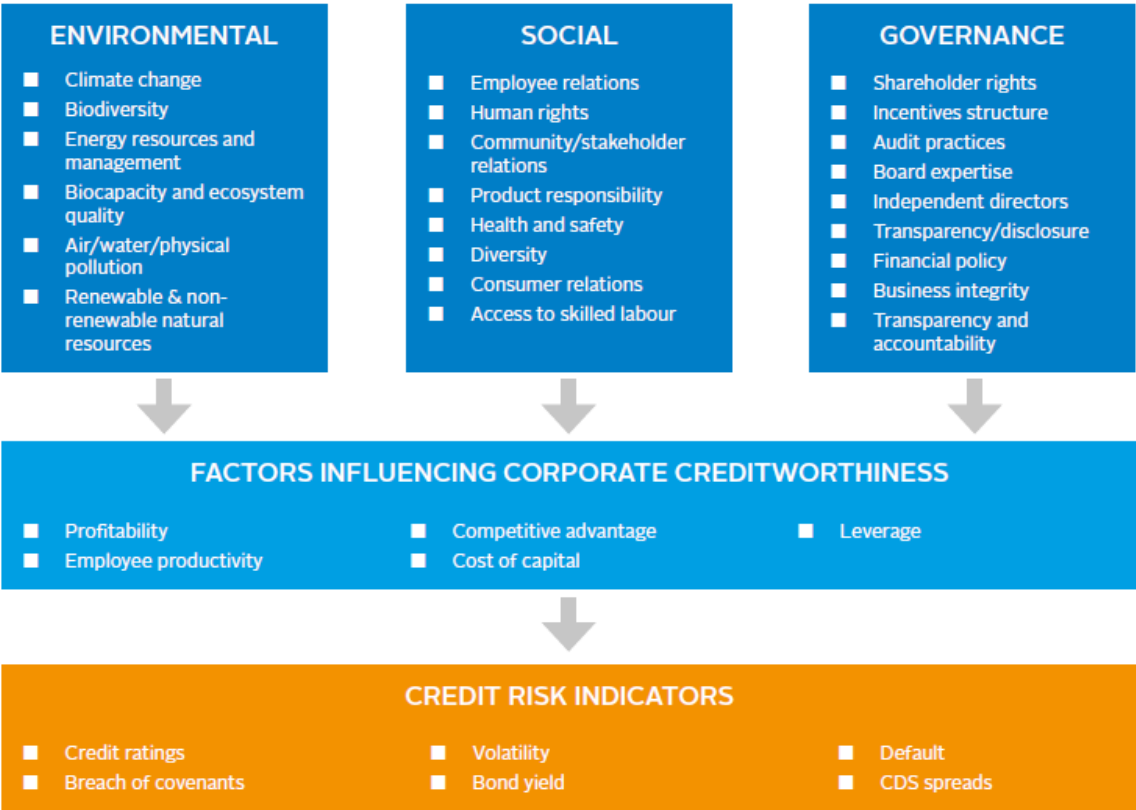 ENVIRONMENTAL
Climate change
Biodiversity
Energy resources and
management
Biocapacity and ecosystem
quality
Air/water/physical
pollution
Renewable & non-
renewable natural
resources
SOCIAL
Employee relations
Human rights
Community/stakeholder
relations
Product responsibility
Health and safety
Diversity
Consumer relations
Access to skilled labour
GOVERNANCE
Shareholder rights
Incentives structure
Audit practices
Board expertise
Independent directors
Transparency/disclosure
Financial policy
Business integrity
Transparency and
accountability
FACTORS INFLUENCING CORPORATE CREDITWORTHINESS
Profitability
Employee productivity
Competitive advantage
Cost of capital
Leverage
CREDIT RISK INDICATORS
Credit ratings
Breach of covenants
Volatility
Bond yield
Default
CDS spreads